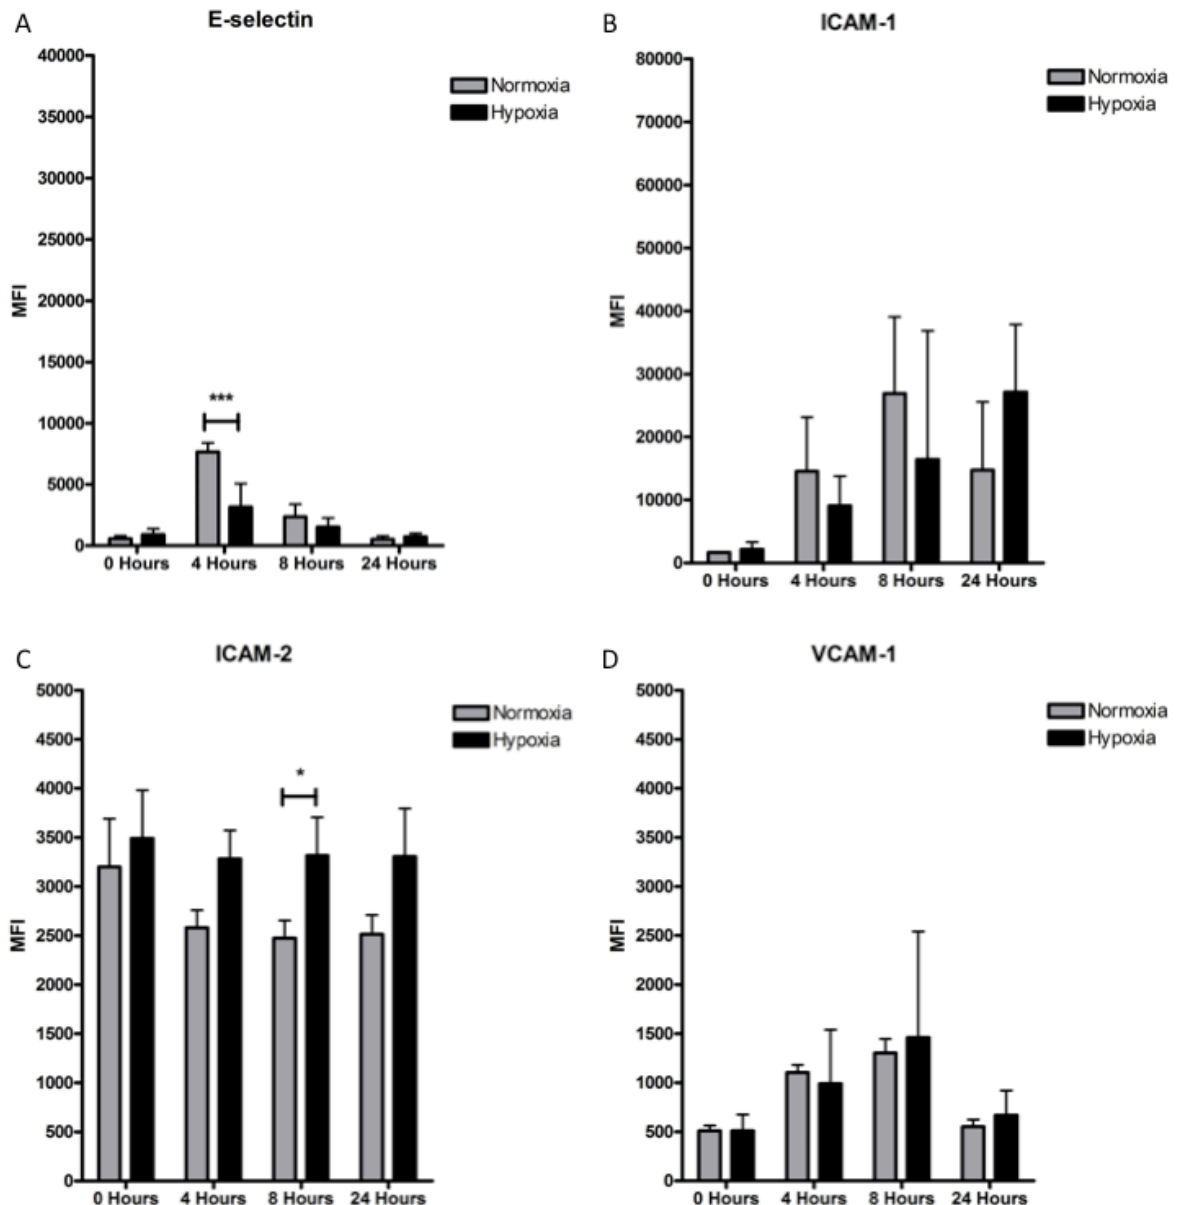 A
E-selectin
40000
35000
30000
25000
20000
15000
10000
5000
0
MFI
Normoxia
Hypoxia
***
0 Hours 4 Hours 8 Hours 24 Hours
B
ICAM-1
80000
70000
60000
50000
40000
30000
20000
10000
0
MFI
Normoxia
Hypoxia
0 Hours 4 Hours 8 Hours 24 Hours
C
ICAM-2
5000
4500
4000
3500
3000
2500
2000
1500
1000
500
0
MFI
Normoxia
Hypoxia
*
0 Hours 4 Hours 8 Hours 24 Hours
D
VCAM-1
5000
4500
4000
3500
3000
2500
2000
1500
1000
500
0
MFI
Normoxia
Hypoxia
0 Hours 4 Hours 8 Hours 24 Hours